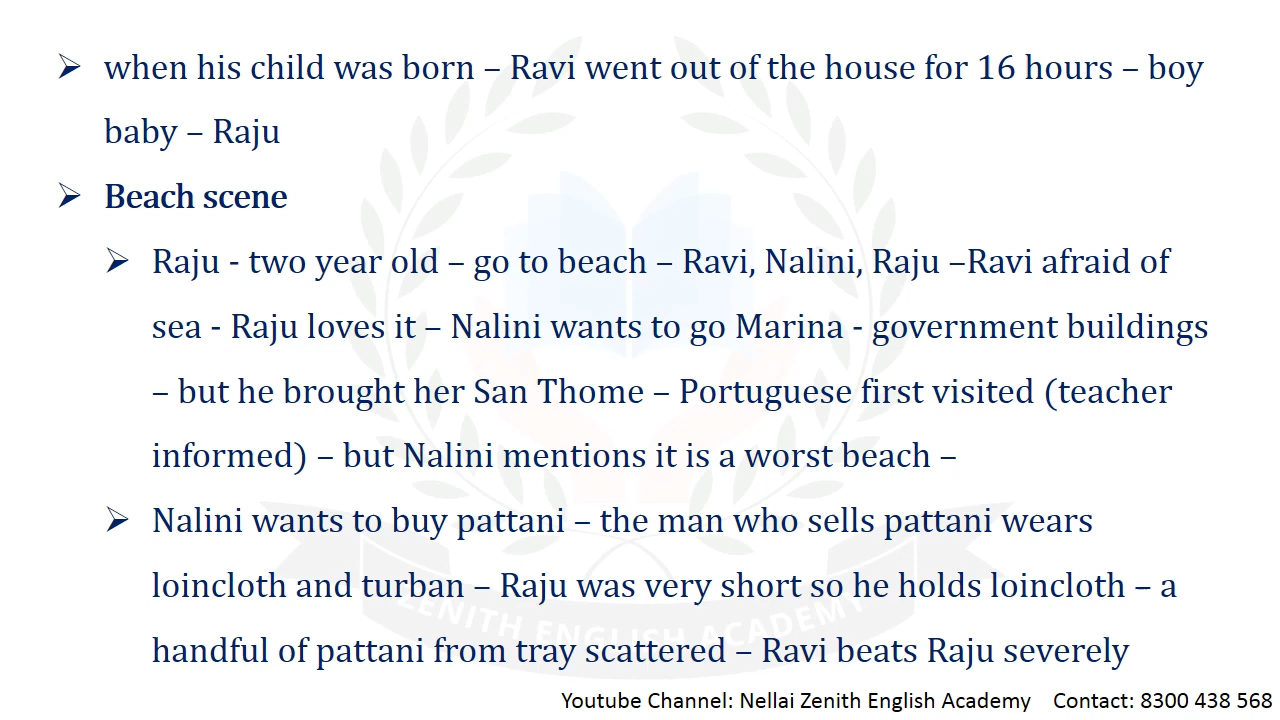 ➢ when his child was born – Ravi went out of the house for 16 hours – boy
baby – Raju
➢ Beach scene
➢ Raju - two year old – go to beach – Ravi, Nalini, Raju –Ravi afraid of
sea - Raju loves it – Nalini wants to go Marina - government buildings
– but he brought her San Thome – Portuguese first visited (teacher
informed) – but Nalini mentions it is a worst beach –
➢ Nalini wants to buy pattani – the man who sells pattani wears
loincloth and turban – Raju was very short so he holds loincloth – a
handful of pattani from tray scattered – Ravi beats Raju severely
ZENITH ENGLISH ACADEMY
Youtube Channel: Nellai Zenith English Academy Contact: 8300 438 568